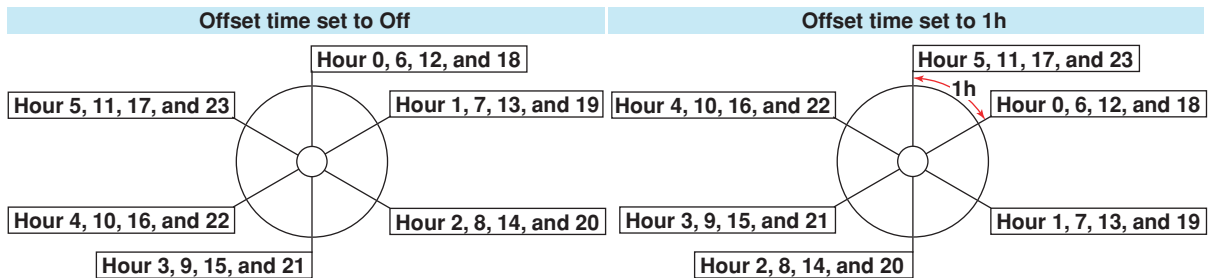 Offset time set to Off
Hour 0, 6, 12, and 18
Hour 5, 11, 17, and 23
Hour 1, 7, 13, and 19
Hour 4, 10, 16, and 22
Hour 2, 8, 14, and 20
Hour 3, 9, 15, and 21
Offset time set to 1h
Hour 5, 11, 17, and 23
1h
Hour 4, 10, 16, and 22
Hour 0, 6, 12, and 18
Hour 3, 9, 15, and 21
Hour 1, 7, 13, and 19
Hour 2, 8, 14, and 20